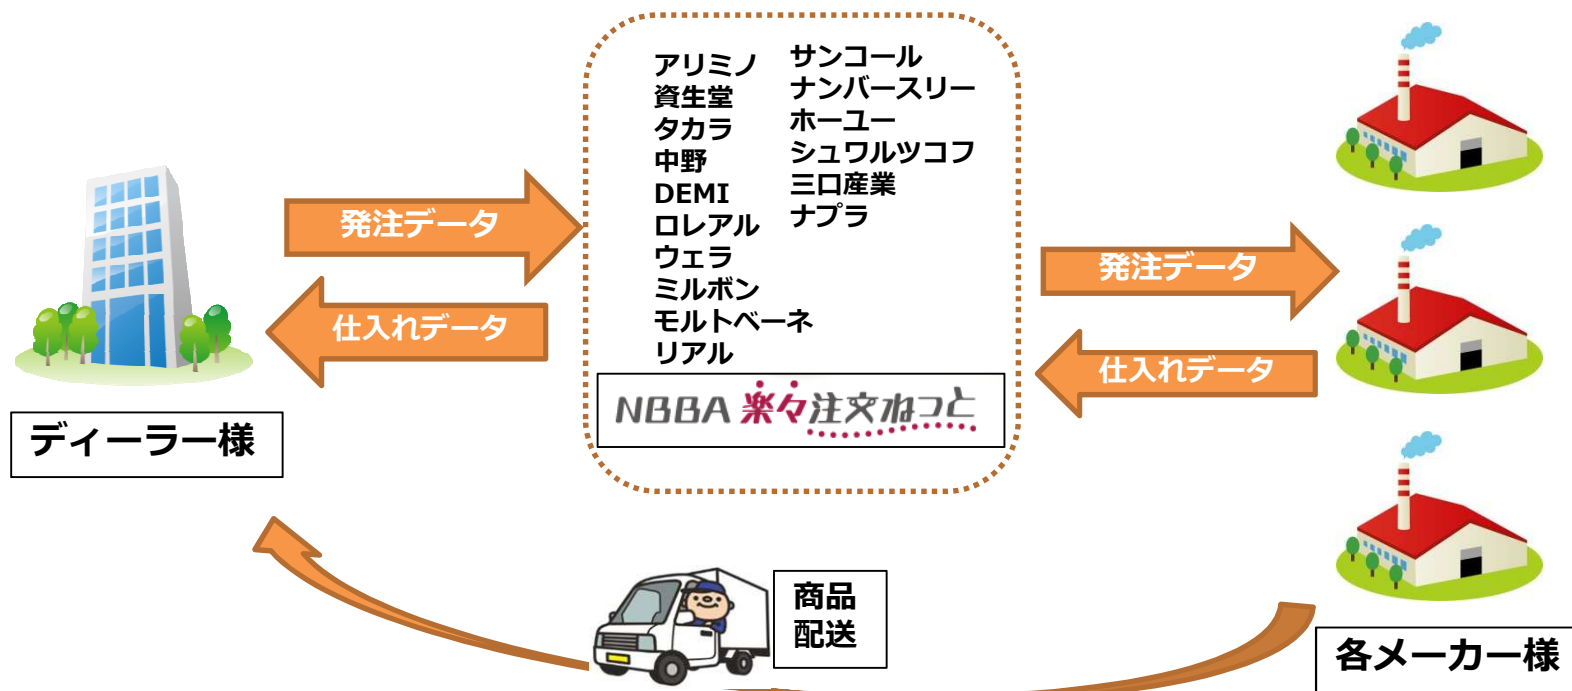 アリミノ
資生堂
タカラ
中野
DEMI
ロレアル
ウェラ
ミルボン
モルトベーネ
リアル
サンコール
ナンバースリー
ホーユー
シュワルツコフ
三口産業
ナプラ
発注データ
仕入れデータ
発注データ
仕入れデータ
NBBA 楽々注文ねっと
ディーラー様
商品
配送
各メーカー様